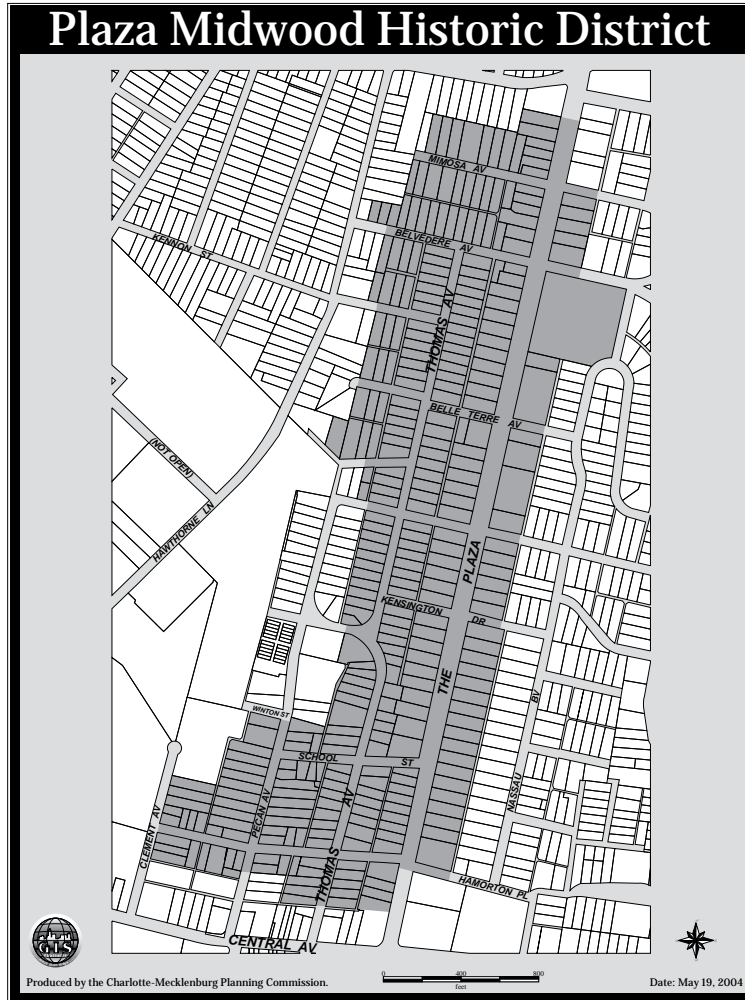 Plaza Midwood Historic District
MIMOSA AV
BELVEDERE AV
KENNON ST
THOMAS AV
BELLE TERRE AV
(NOT OPEN)
HAWTHORNE LN
THE PLAZA
KENSINGTON DR
WINTON ST
SCHOOL ST
NASSAU BV
PECAN AV
CLEMENT AV
THOMAS AV
HAMORTON PL
CENTRAL AV
GIS
0 400 800
feet
Produced by the Charlotte-Mecklenburg Planning Commission.
Date: May 19, 2004